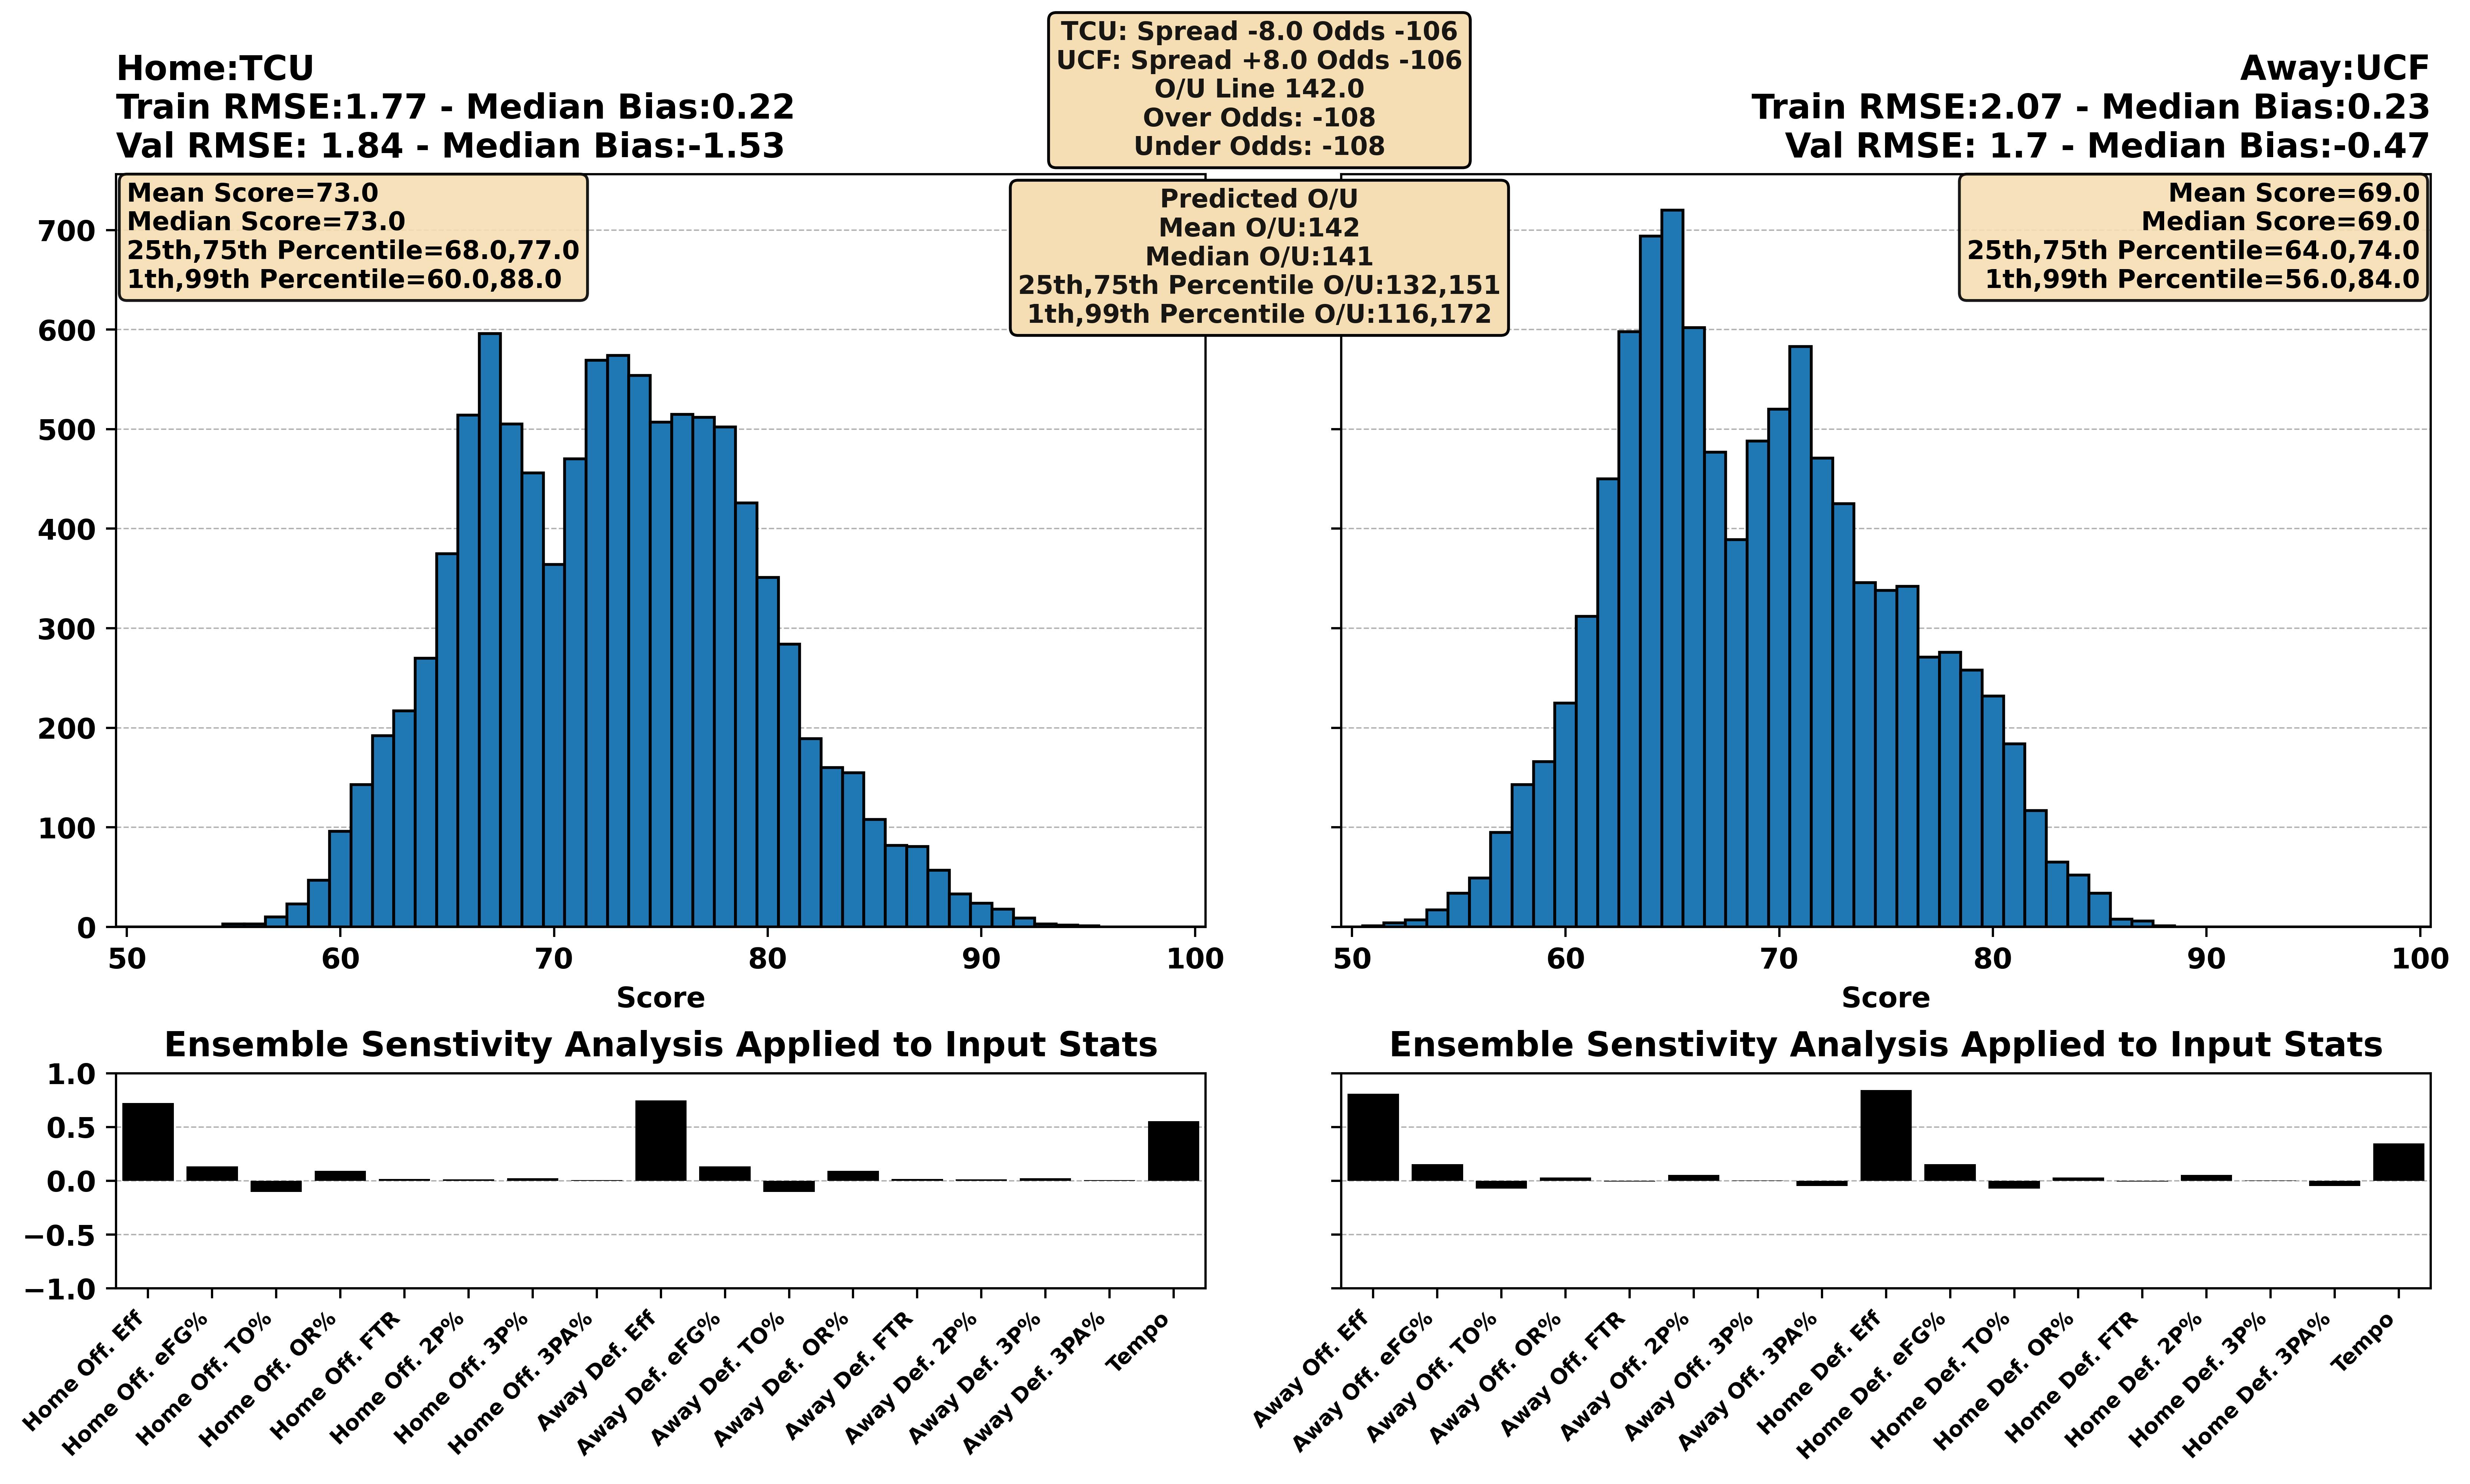 TCU: Spread -8.0 Odds -106
UCF: Spread +8.0 Odds -106
O/U Line 142.0
Over Odds: -108
Under Odds: -108
Home:TCU
Train RMSE:1.77 - Median Bias:0.22
Val RMSE: 1.84 - Median Bias:-1.53
Away:UCF
Train RMSE:2.07 - Median Bias:0.23
Val RMSE: 1.7 - Median Bias:-0.47
Mean Score=73.0
Median Score=73.0
25th,75th Percentile=68.0,77.0
1th,99th Percentile=60.0,88.0
Predicted O/U
Mean O/U:142
Median O/U:141
25th,75th Percentile O/U:132,151
1th,99th Percentile O/U:116,172
Mean Score=69.0
Median Score=69.0
25th,75th Percentile=64.0,74.0
1th,99th Percentile=56.0,84.0
700
600
500
400
300
200
100
0
50 60 70 80 90 100
Score
50 60 70 80 90 100
Score
Ensemble Senstivity Analysis Applied to Input Stats
Ensemble Senstivity Analysis Applied to Input Stats
1.0
0.5
0.0
−0.5
−1.0
Home Off. Eff
Home Off. eFG%
Home Off. TO%
Home Off. OR%
Home Off. FTR
Home Off. 2P%
Home Off. 3P%
Home Off. 3PA%
Away Def. Eff
Away Def. eFG%
Away Def. TO%
Away Def. OR%
Away Def. FTR
Away Def. 2P%
Away Def. 3P%
Away Def. 3PA%
Tempo
Away Off. Eff
Away Off. eFG%
Away Off. TO%
Away Off. OR%
Away Off. FTR
Away Off. 2P%
Away Off. 3P%
Away Off. 3PA%
Home Def. Eff
Home Def. eFG%
Home Def. TO%
Home Def. OR%
Home Def. FTR
Home Def. 2P%
Home Def. 3P%
Home Def. 3PA%
Tempo